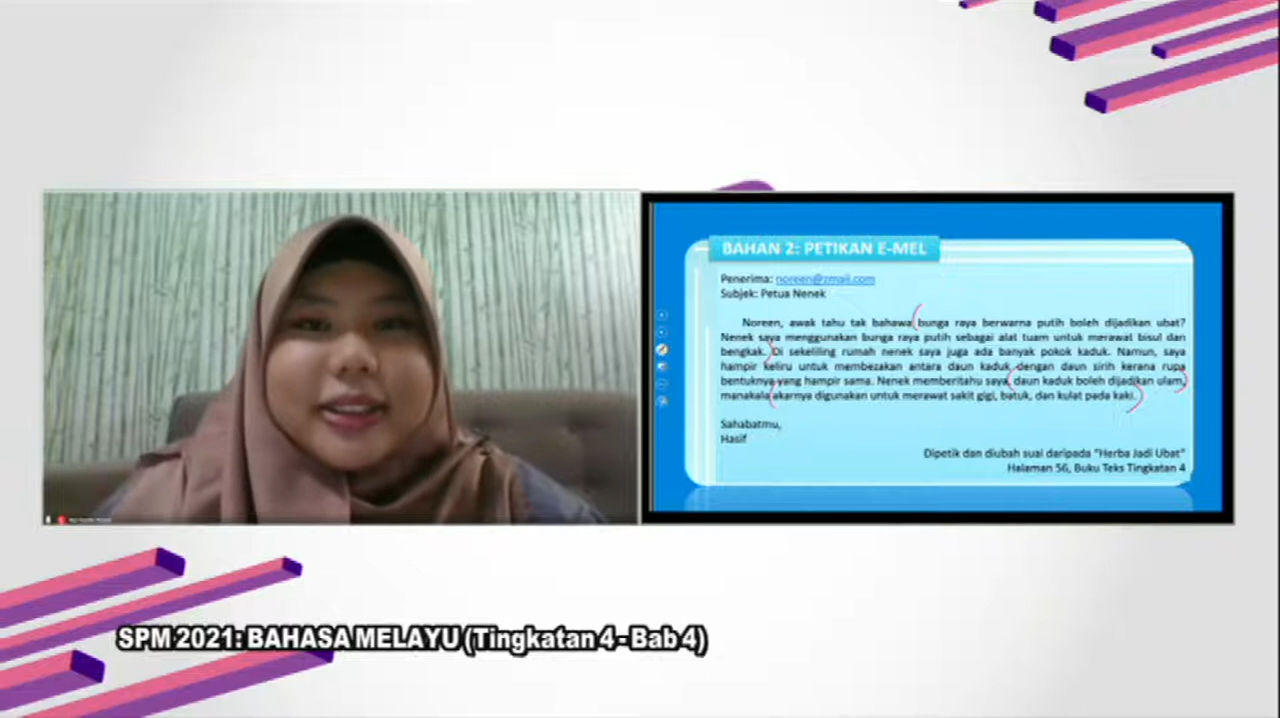 BAHAN 2: PETIKAN E-MEL
Penerima: noreen@zmail.com
Subjek: Petua Nenek
Noreen, awak tahu tak bahawa bunga raya berwarna putih boleh dijadikan ubat?
Nenek saya menggunakan bunga raya putih sebagai alat tuam untuk merawat bisul dan
bengkak. Di sekeliling rumah nenek saya juga ada banyak pokok kaduk. Namun, saya
hampir keliru untuk membezakan antara daun kaduk dengan daun sirih kerana rupa
bentuknya yang hampir sama. Nenek memberitahu saya, daun kaduk boleh dijadikan ulam,
manakala akarnya digunakan untuk merawat sakit gigi, batuk, dan kulat pada kaki.
Sahabatmu,
Hasif
Dipetik dan diubah suai daripada "Herba Jadi Ubat"
Halaman 56, Buku Teks Tingkatan 4
SPM 2021: BAHASA MELAYU (Tingkatan 4 - Bab 4)